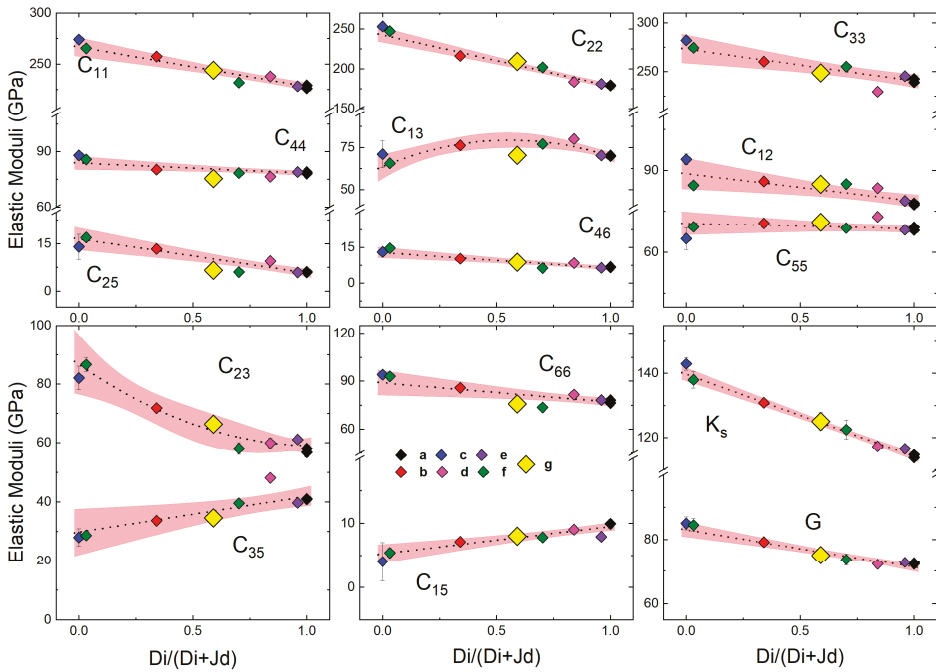 300
250
90
60
15
0
0.0
0.5
1.0
C11
C44
C25
Elastic Moduli (GPa)
250
200
150
75
50
15
0
0.0
0.5
1.0
C22
C13
C46
300
250
90
60
0.0
0.5
1.0
C33
C12
C55
100
80
60
40
20
0
0.0
0.5
1.0
C23
C35
Elastic Moduli (GPa)
Di/(Di+Jd)
120
90
60
10
0
0.0
0.5
1.0
C66
a c e g
b d f
C15
Di/(Di+Jd)
140
120
80
60
0.0
0.5
1.0
Ks
G
Di/(Di+Jd)